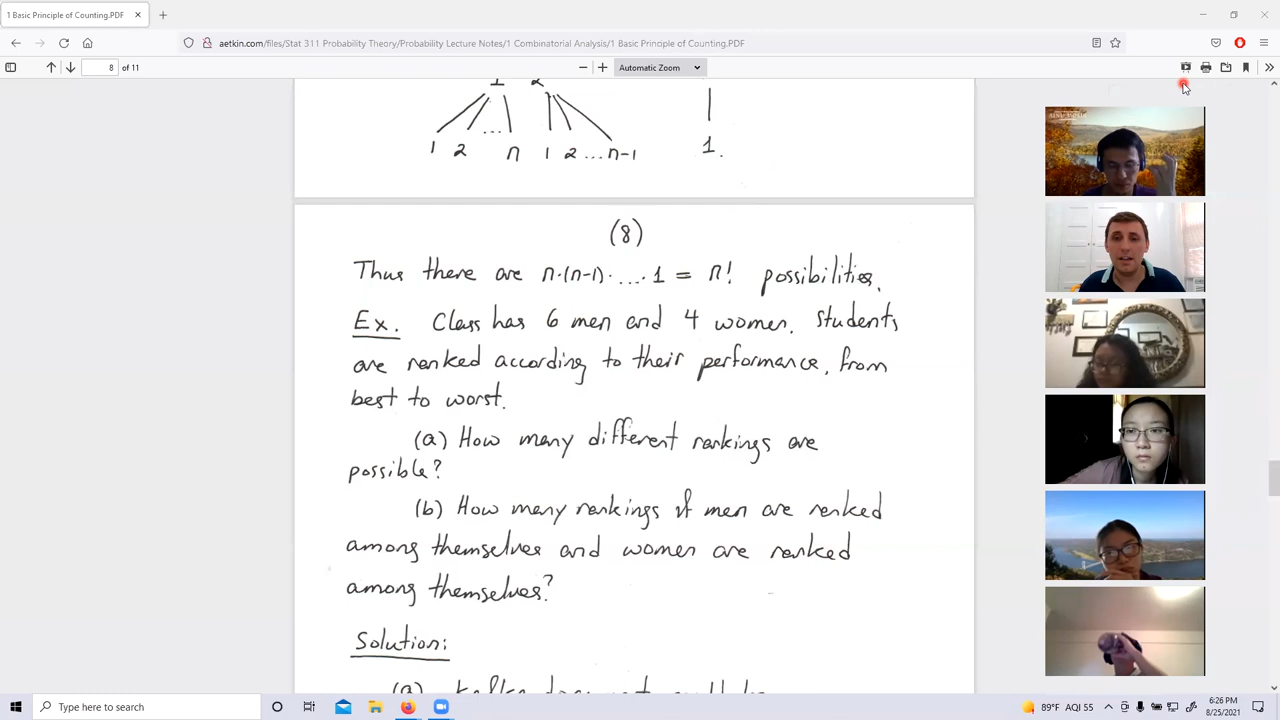 1 Basic Principle of Counting.PDF
aetkin.com/files/Stat 311 Probability Theory/Probability Lecture Notes/1 Combinatorial Analysis/1 Basic Principle of Counting.PDF
8 of 11
Automatic Zoom
1 2
1 2 ... n 1 2 ... n-1 1.
(8)
Thus there are n·(n-1)· ... ·1 = n! possibilities.
Ex. Class has 6 men and 4 women. Students
are ranked according to their performance, from
best to worst.
(a) How many different rankings are
possible?
(b) How many rankings if men are ranked
among themselves and women are ranked
among themselves?
Solution:
(a)
Type here to search
89°F AQI 55
6:26 PM
8/25/2021